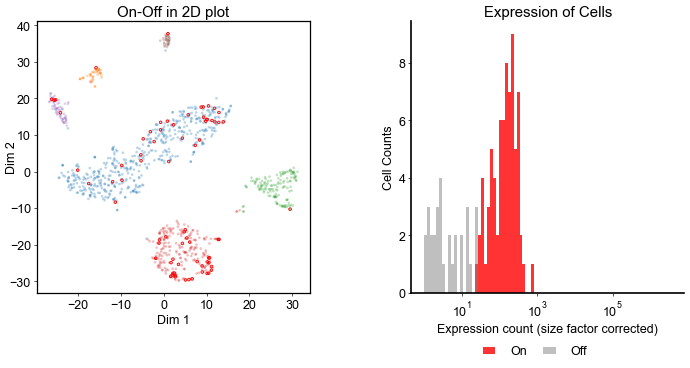 On-Off in 2D plot
40
30
20
10
0
−10
−20
−30
Dim 2
−20
−10
0
10
20
30
Dim 1
Expression of Cells
8
6
4
2
0
Cell Counts
10^1
10^3
10^5
Expression count (size factor corrected)
On
Off